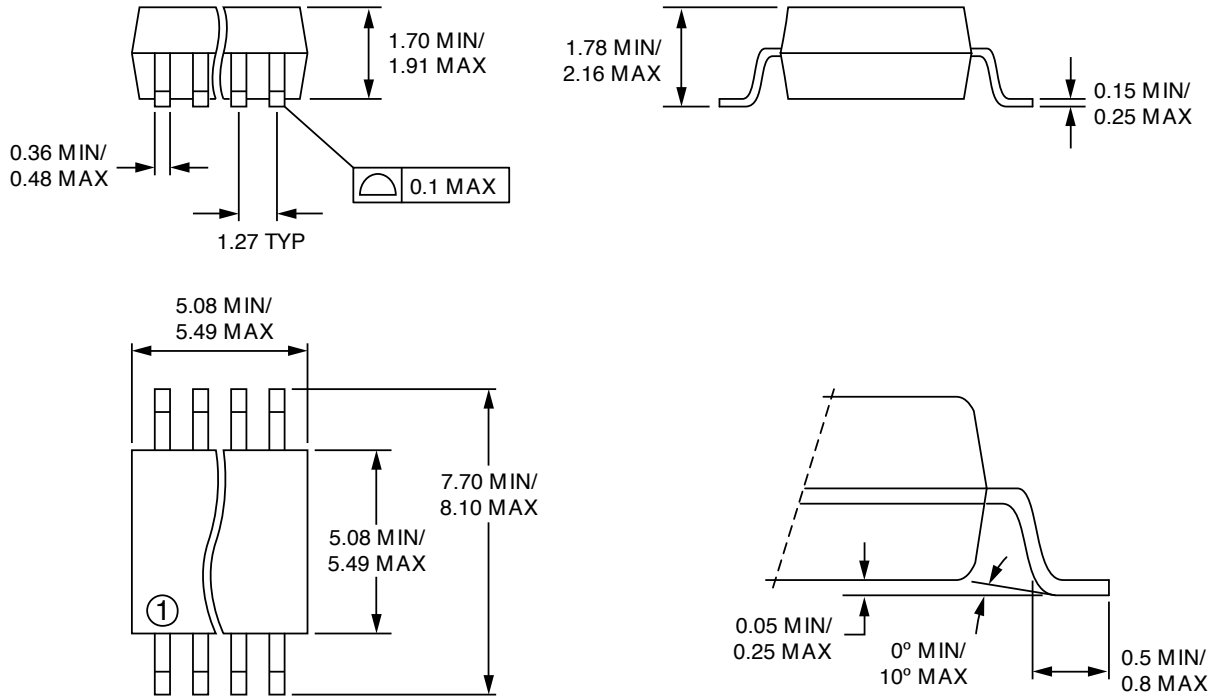 1.70 MIN/
1.91 MAX
1.78 MIN/
2.16 MAX
0.15 MIN/
0.25 MAX
0.36 MIN/
0.48 MAX
0.1 MAX
1.27 TYP
5.08 MIN/
5.49 MAX
7.70 MIN/
8.10 MAX
5.08 MIN/
5.49 MAX
1
0.05 MIN/
0.25 MAX
0º MIN/
10º MAX
0.5 MIN/
0.8 MAX